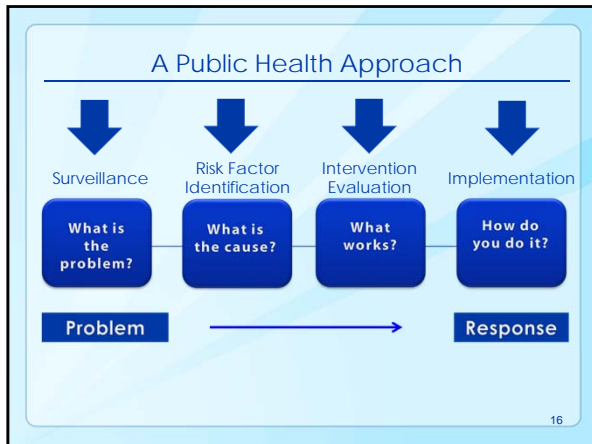 A Public Health Approach
Surveillance
Risk Factor
Identification
Intervention
Evaluation
Implementation
What is
the
problem?
What is
the cause?
What
works?
How do
you do it?
Problem
Response
16